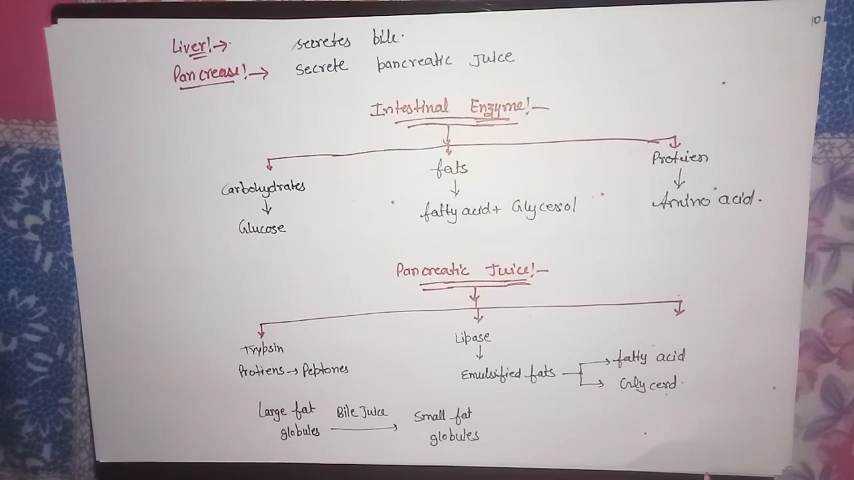 10
Liver!→ secretes bile.
Pancrease!→ secrete pancreatic Juice
Intestinal Enzyme!—
Carbohydrates fats Protien
↓ ↓ ↓
Glucose fatty acid + Glycerol Amino acid.
Pancreatic Juice!—
Trypsin Lipase
Protiens → Peptones Emulsified fats → fatty acid
→ Glycerol.
Large fat globules Bile Juice → Small fat globules